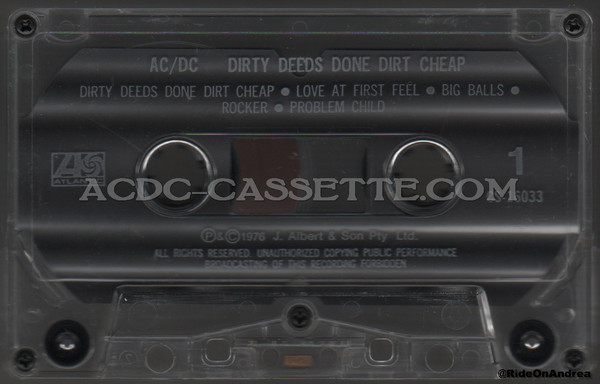 AC/DC DIRTY DEEDS DONE DIRT CHEAP
DIRTY DEEDS DONE DIRT CHEAP • LOVE AT FIRST FEEL • BIG BALLS •
ROCKER • PROBLEM CHILD
1
ATLANTIC
ACDC-CASSETTE.COM
16033
℗&©1976 J. Albert & Son Pty. Ltd.
ALL RIGHTS RESERVED. UNAUTHORIZED COPYING PUBLIC PERFORMANCE
BROADCASTING OF THIS RECORDING FORBIDDEN
@RideOnAndrea